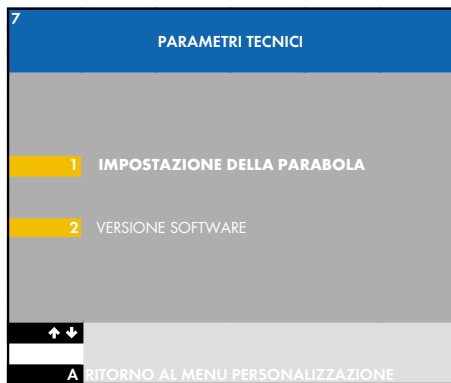 7
PARAMETRI TECNICI
1 IMPOSTAZIONE DELLA PARABOLA
2 VERSIONE SOFTWARE
A RITORNO AL MENU PERSONALIZZAZIONE